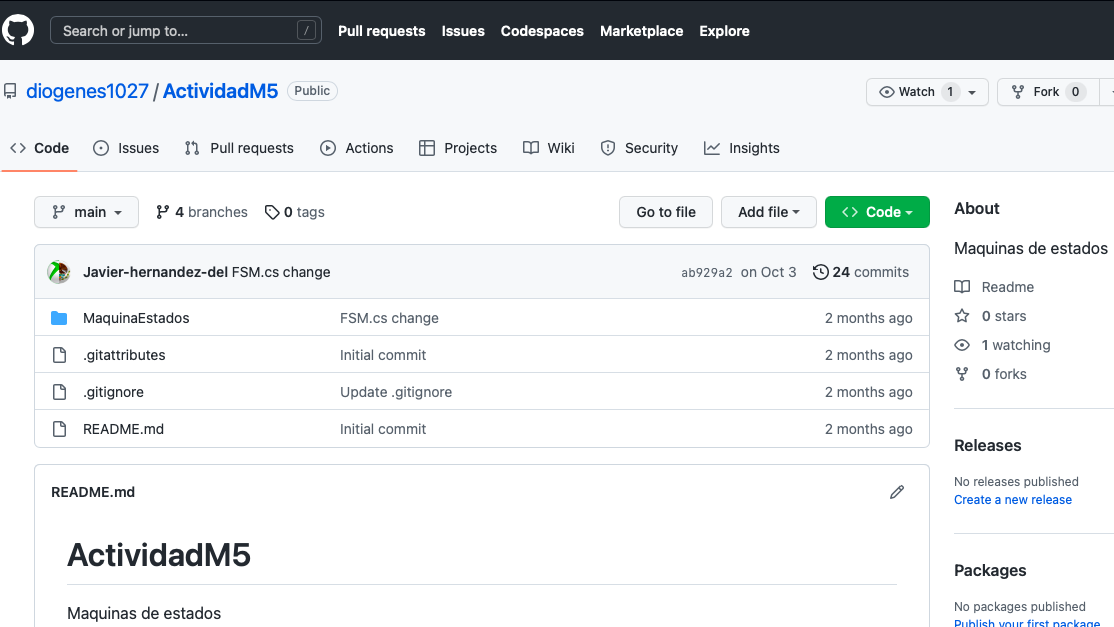 Search or jump to... /
Pull requests Issues Codespaces Marketplace Explore
diogenes1027 / ActividadM5 Public
Watch 1 Fork 0
Code Issues Pull requests Actions Projects Wiki Security Insights
main 4 branches 0 tags Go to file Add file Code
Javier-hernandez-del FSM.cs change ab929a2 on Oct 3 24 commits
MaquinaEstados FSM.cs change 2 months ago
.gitattributes Initial commit 2 months ago
.gitignore Update .gitignore 2 months ago
README.md Initial commit 2 months ago
README.md
ActividadM5
Maquinas de estados
About
Maquinas de estados
Readme
0 stars
1 watching
0 forks
Releases
No releases published
Create a new release
Packages
No packages published
Publish your first package